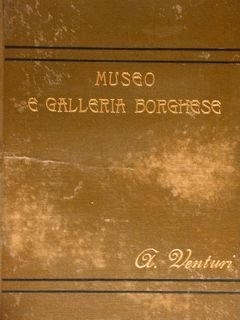 MUSEO
E GALLERIA BORGHESE
A. Venturi